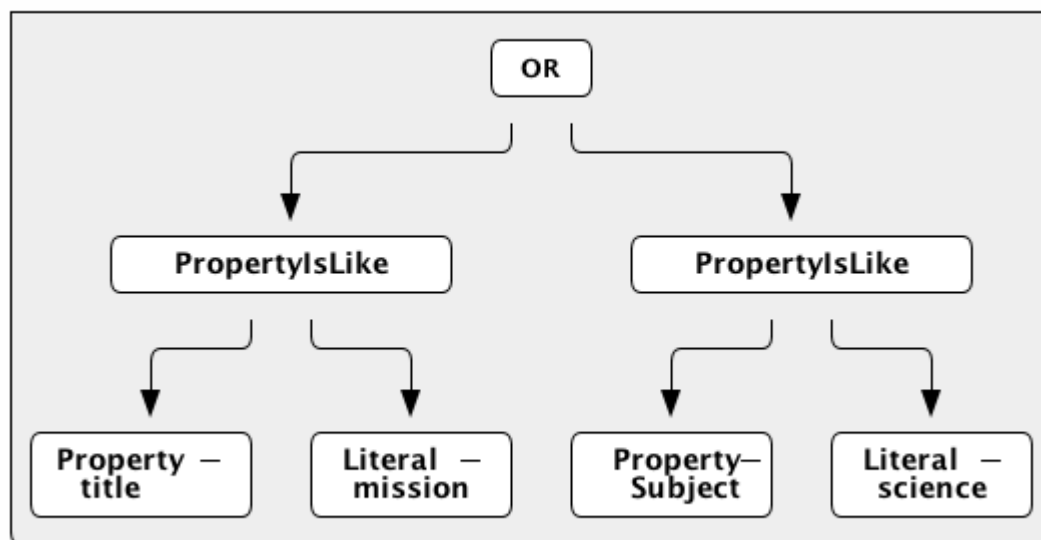 OR
PropertyIsLike
PropertyIsLike
Property —
title
Literal —
mission
Property—
Subject
Literal —
science